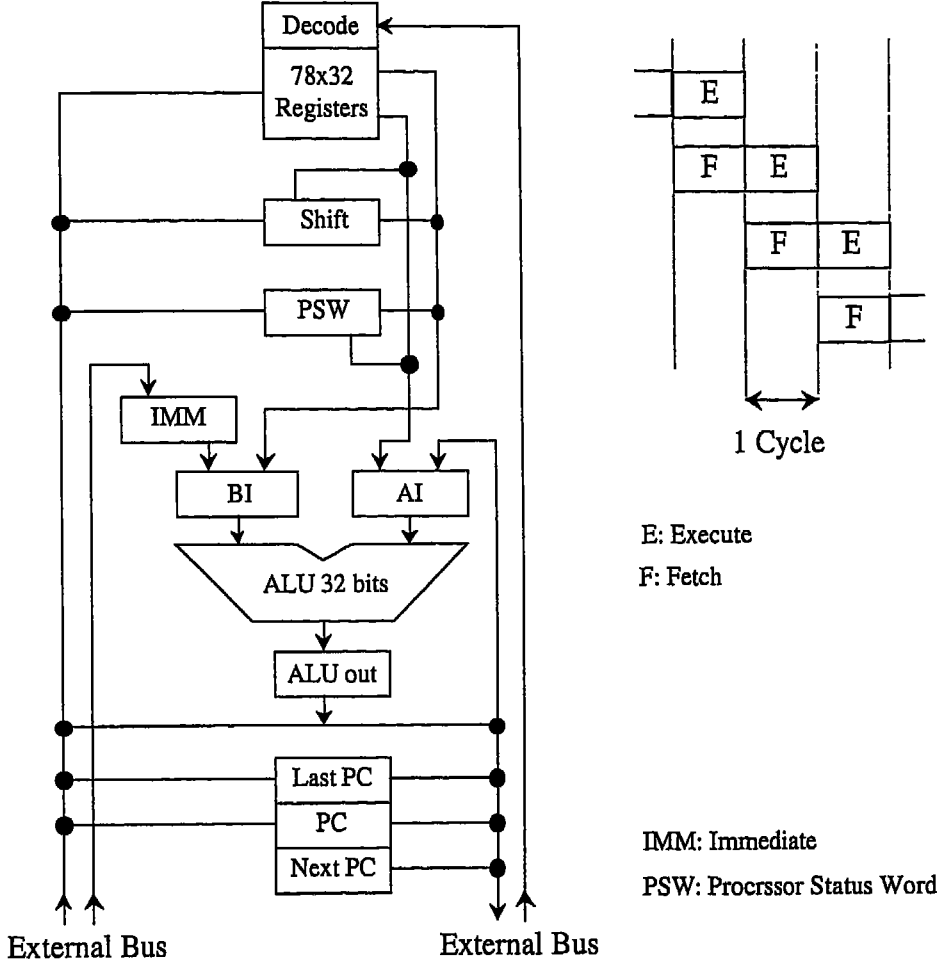 Decode
78x32
Registers
Shift
PSW
IMM
BI
AI
ALU 32 bits
ALU out
Last PC
PC
Next PC
External Bus
External Bus
E
F
E
F
E
F
1 Cycle
E: Execute
F: Fetch
IMM: Immediate
PSW: Procrssor Status Word